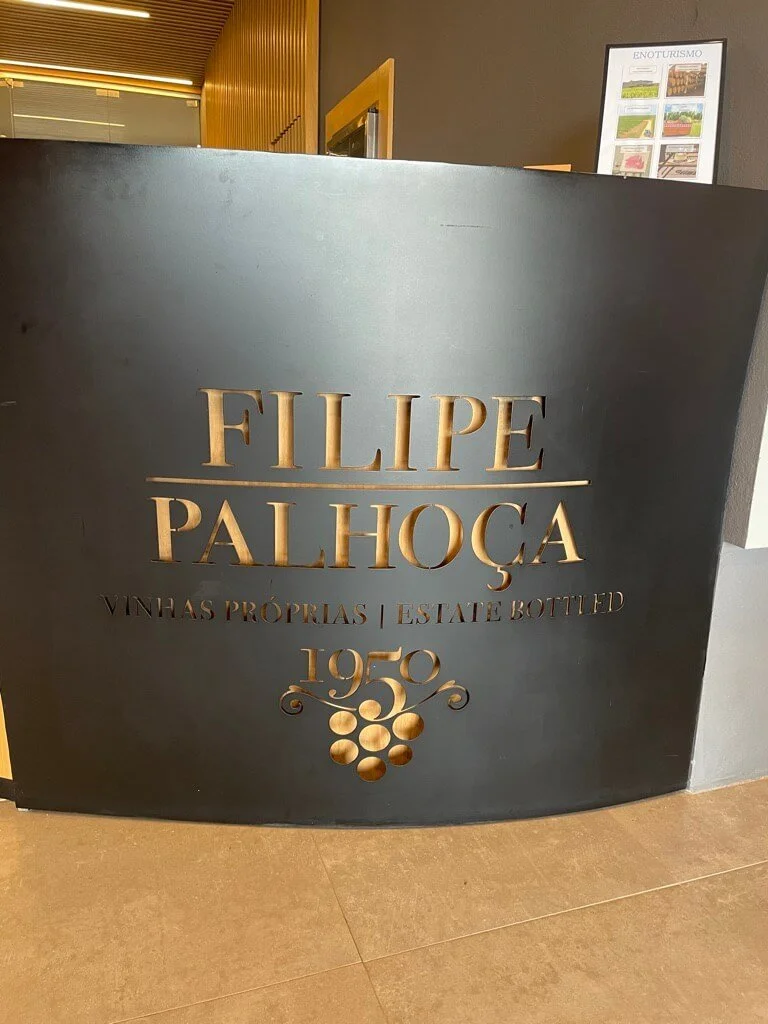 ENOTURISMO
FILIPE
PALHOÇA
VINHAS PRÓPRIAS | ESTATE BOTTLED
1950